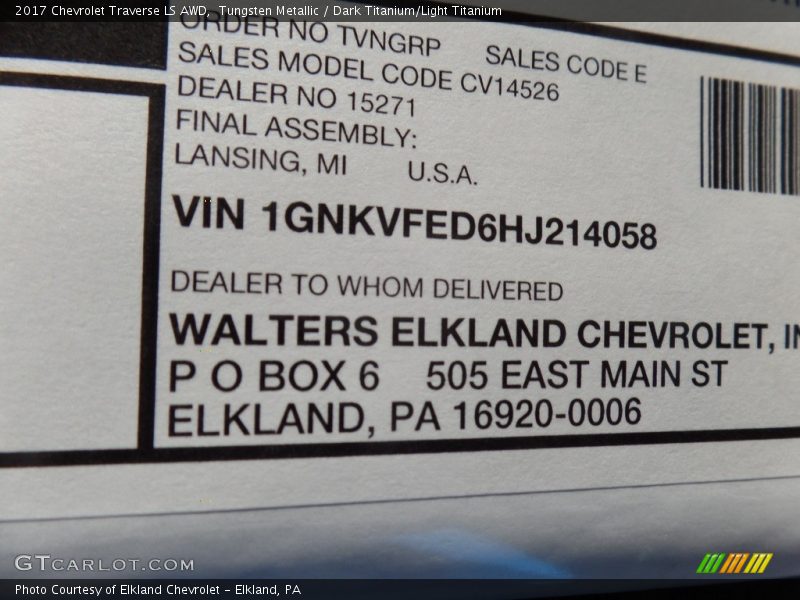 2017 Chevrolet Traverse LS AWD, Tungsten Metallic / Dark Titanium/Light Titanium
ORDER NO TVNGRP SALES CODE E
SALES MODEL CODE CV14526
DEALER NO 15271
FINAL ASSEMBLY:
LANSING, MI U.S.A.
VIN 1GNKVFED6HJ214058
DEALER TO WHOM DELIVERED
WALTERS ELKLAND CHEVROLET,
P O BOX 6 505 EAST MAIN ST
ELKLAND, PA 16920-0006
GTCARLOT.COM
Photo Courtesy of Elkland Chevrolet - Elkland, PA